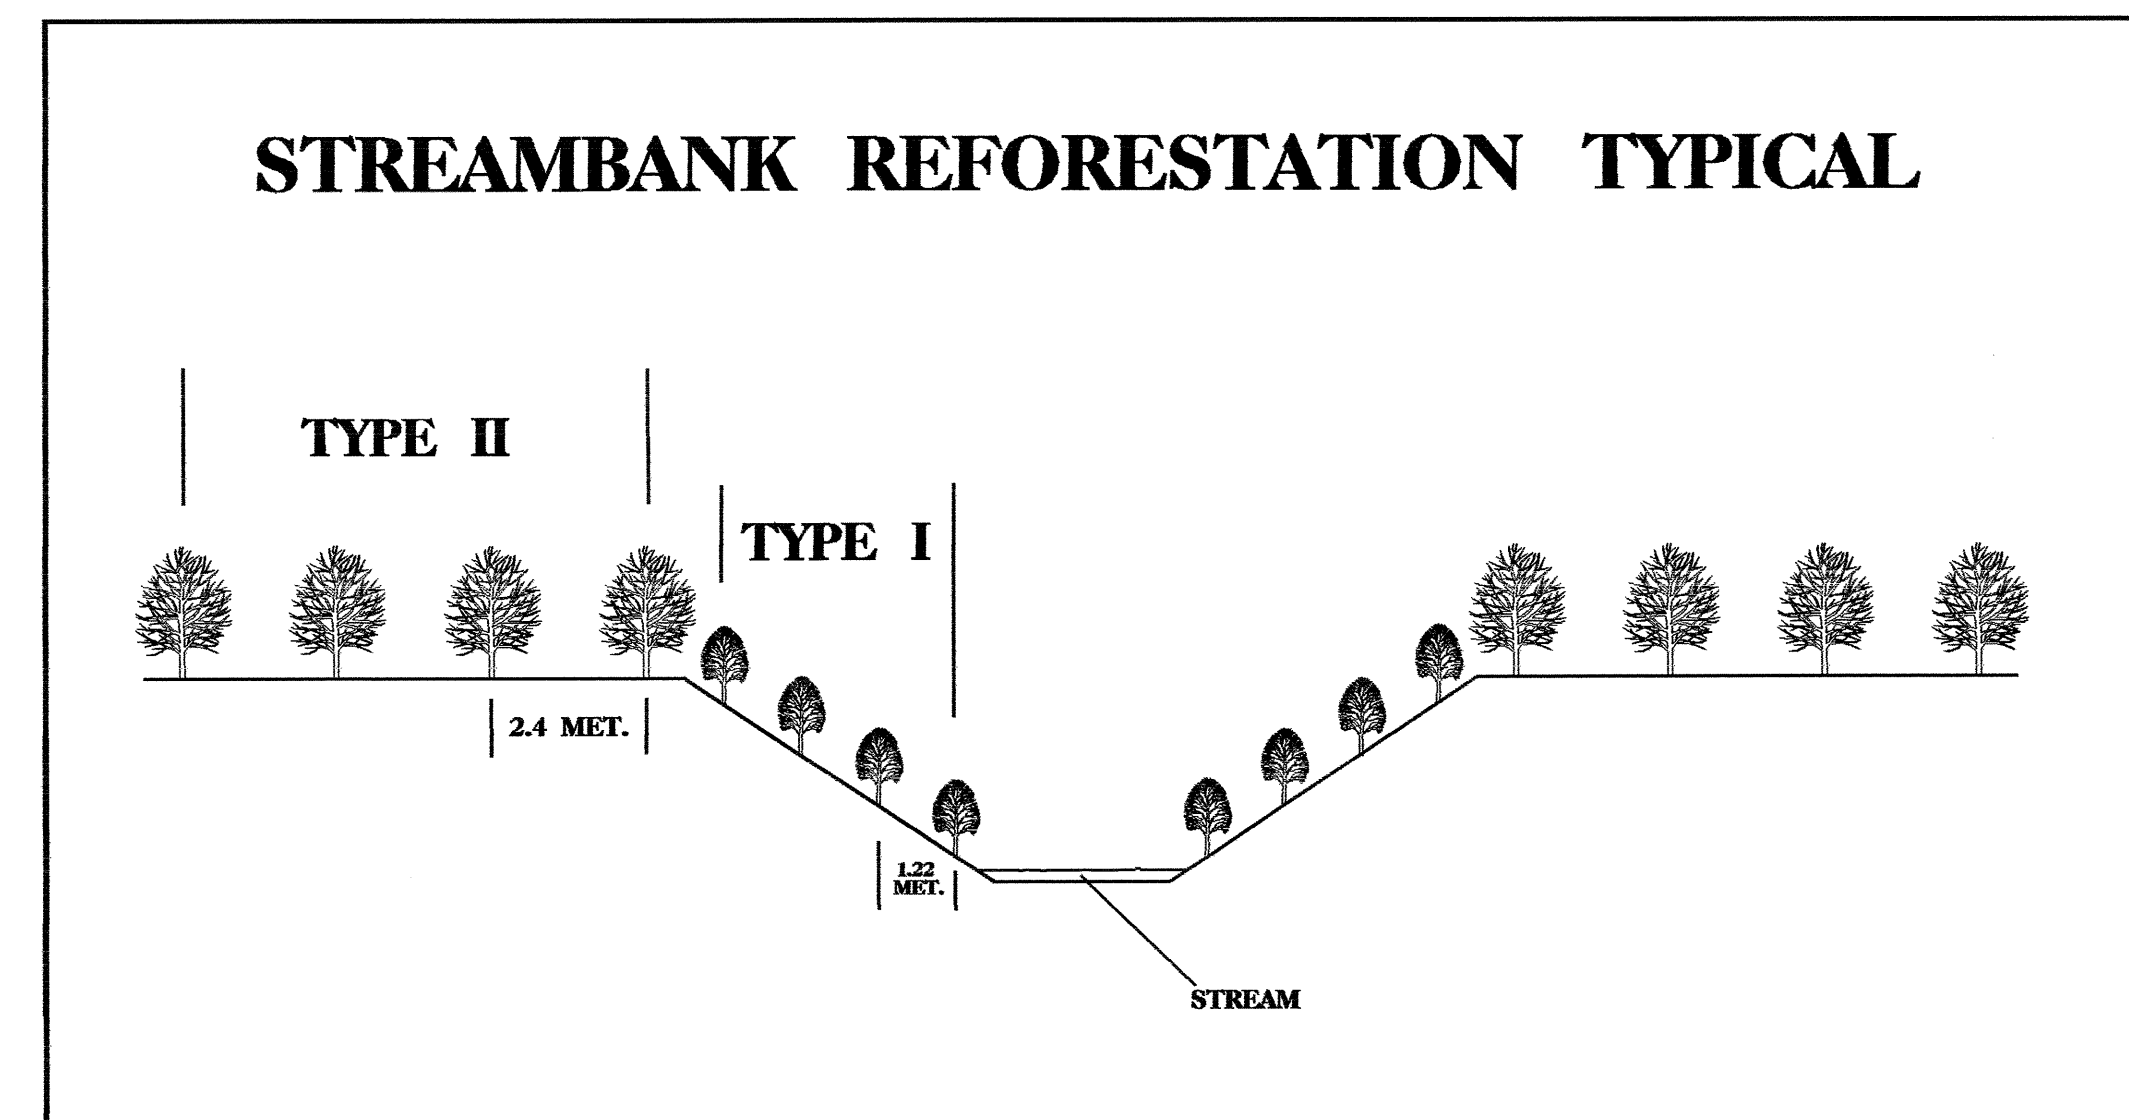 STREAMBANK REFORESTATION TYPICAL
TYPE II
TYPE I
2.4 MET.
1.22
MET.
STREAM